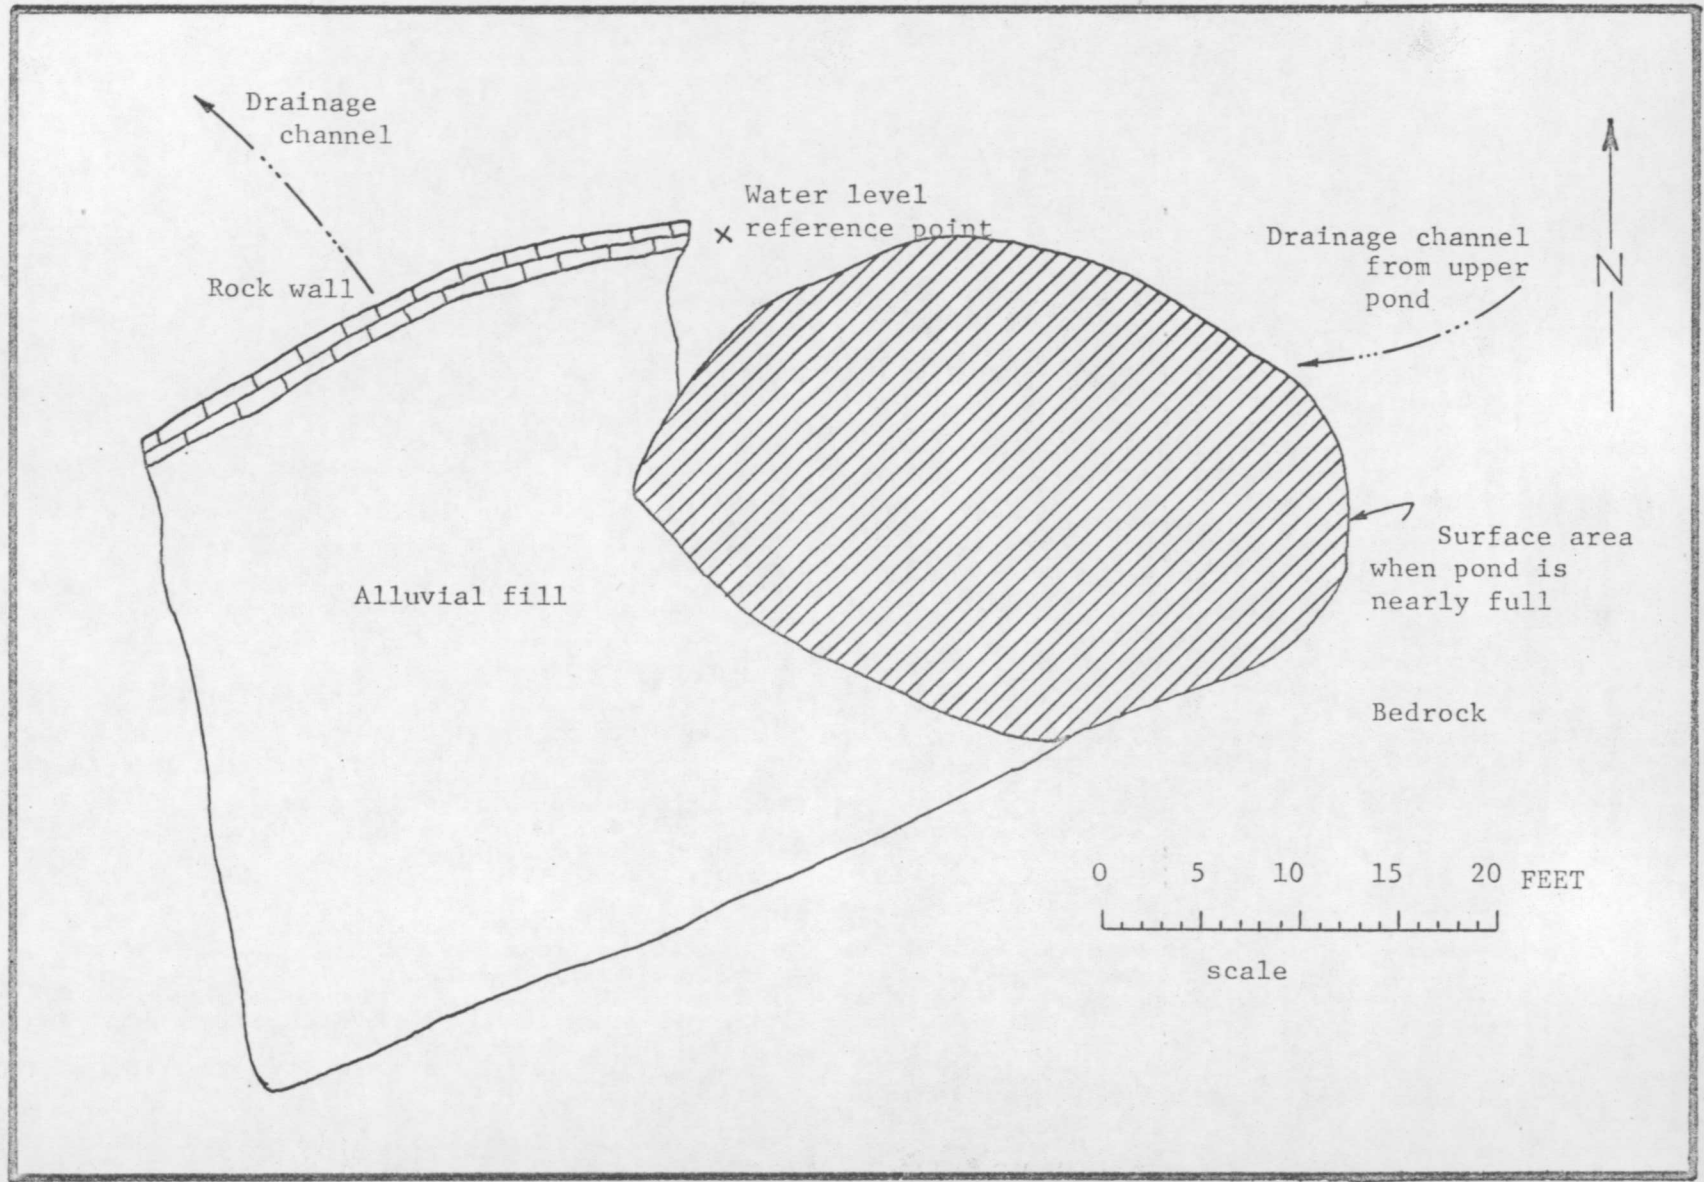 Drainage
channel
Water level
reference point
Drainage channel
from upper
pond
N
Rock wall
Surface area
when pond is
nearly full
Alluvial fill
Bedrock
0 5 10 15 20 FEET
scale